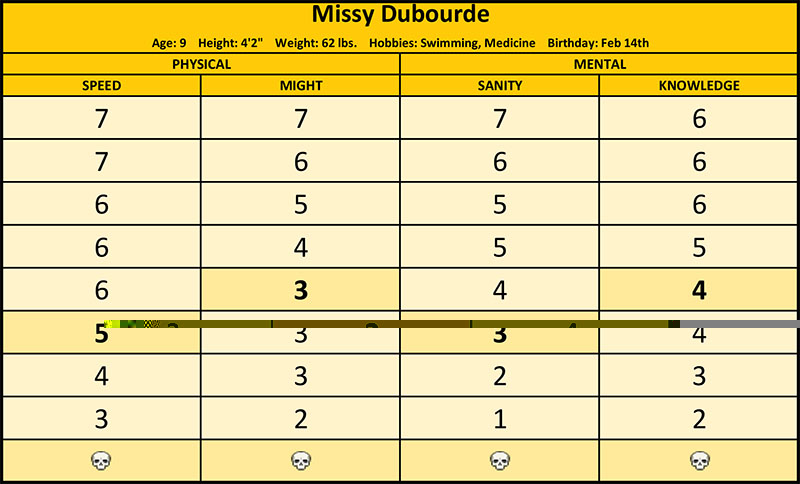 Missy Dubourde
Age: 9 Height: 4'2" Weight: 62 lbs. Hobbies: Swimming, Medicine Birthday: Feb 14th
PHYSICAL MENTAL
SPEED MIGHT SANITY KNOWLEDGE
7 7 7 6
7 6 6 6
6 5 5 6
6 4 5 5
6 3 4 4
5 3 3 4
4 3 2 3
3 2 1 2